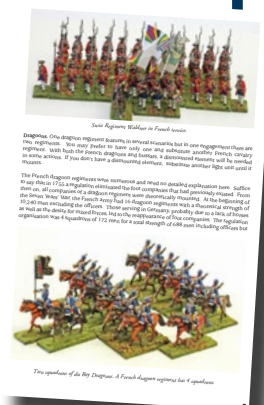 Swiss Regiment Waldner in French service
Dragoons. One dragoon regiment features in several scenarios but in one engagement there are
two regiments. You may prefer to have only one and substitute another French cavalry
regiment. With both the French dragoons and hussars, a dismounted element will be needed
in some actions. If you don't have a dismounted element, substitute another light unit until it
mounts
The French dragoon regiments were numerous and need no detailed explanation here. Suffice
to say that in 1755 a regulation eliminated the foot companies that had previously existed. From
then on, all companies of a dragoon regiment were theoretically mounted. At the beginning of
the Seven Years' War, the French army had 16 dragoon regiments with a theoretical strength of
10,240 men excluding the officers. Those serving in Germany, probably due to a lack of horses
as well as the desire for mixed forces, led to the reappearance of foot companies. The regulation
organisation was 4 squadrons of 172 men for a total strength of 688 men including officers but
Two squadrons of du Roy Dragoons. A French dragoon regiment has 4 squadrons